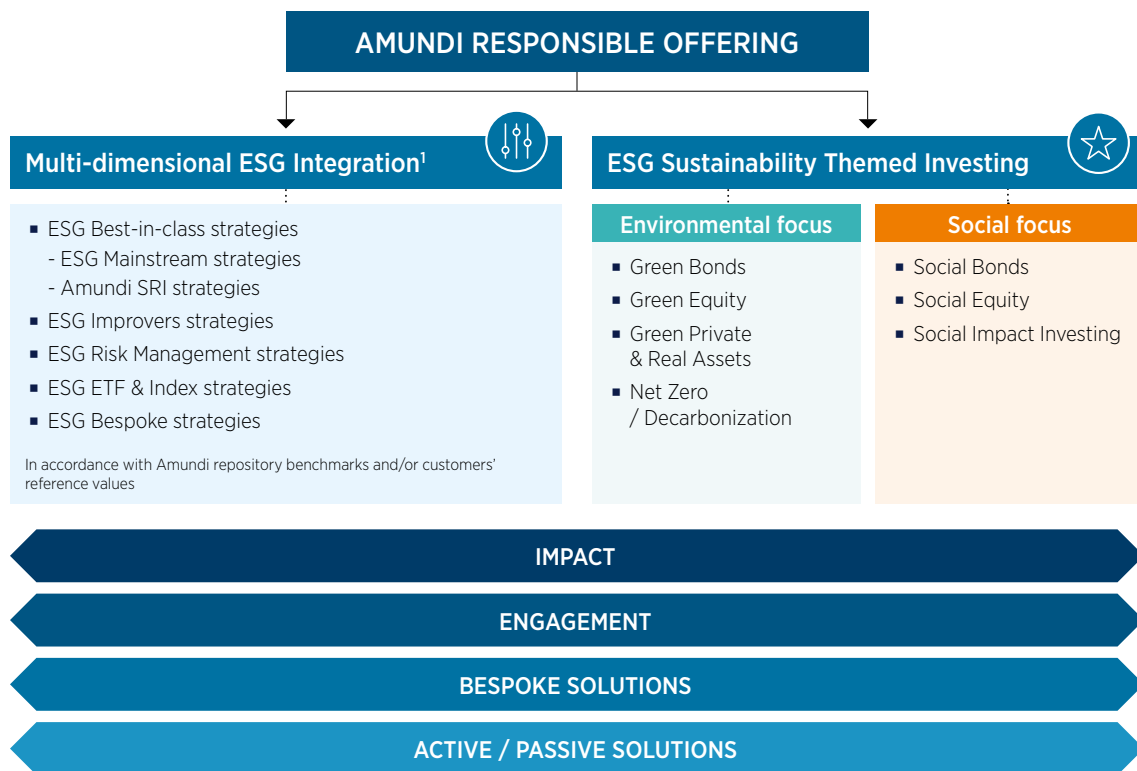 AMUNDI RESPONSIBLE OFFERING
Multi-dimensional ESG Integration¹
■ ESG Best-in-class strategies
- ESG Mainstream strategies
- Amundi SRI strategies
■ ESG Improvers strategies
■ ESG Risk Management strategies
■ ESG ETF & Index strategies
■ ESG Bespoke strategies
In accordance with Amundi repository benchmarks and/or customers'
reference values
ESG Sustainability Themed Investing
Environmental focus
■ Green Bonds
■ Green Equity
■ Green Private
& Real Assets
■ Net Zero
/ Decarbonization
Social focus
■ Social Bonds
■ Social Equity
■ Social Impact Investing
IMPACT
ENGAGEMENT
BESPOKE SOLUTIONS
ACTIVE / PASSIVE SOLUTIONS